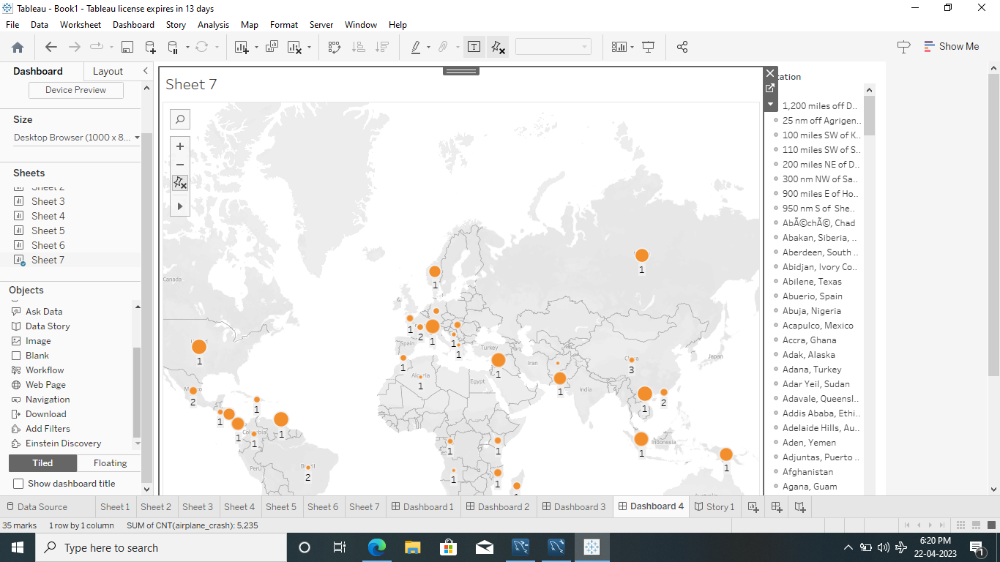 Tableau - Book1 - Tableau license expires in 13 days
File Data Worksheet Dashboard Story Analysis Map Format Server Window Help
Show Me
Dashboard Layout
Device Preview
Size
Desktop Browser (1000 x 8...
Sheets
Sheet 2
Sheet 3
Sheet 4
Sheet 5
Sheet 6
Sheet 7
Objects
Ask Data
Data Story
Image
Blank
Workflow
Web Page
Navigation
Download
Add Filters
Einstein Discovery
Tiled Floating
Show dashboard title
Sheet 7
Canada
1
1
1
2
1
1
Spain
1
Turkey
1
1
1
Iran
1
China
3
Japan
India
Egypt
1
2
1
2
1
1
1
Colombia
1
1
Peru
Brazil
2
1
1
1
1
Indonesia
1
1
1,200 miles off D..
25 nm off Agrigen..
100 miles SW of K..
110 miles SW of S..
200 miles NE of D..
300 nm NW of Sa..
900 miles E of Ho..
950 nm S of She..
AbÃ©chÃ©, Chad
Abakan, Siberia, ..
Aberdeen, South ..
Abidjan, Ivory Co..
Abilene, Texas
Abuerio, Spain
Abuja, Nigeria
Acapulco, Mexico
Accra, Ghana
Adak, Alaska
Adana, Turkey
Adar Yeil, Sudan
Adavale, Queensl..
Addis Ababa, Ethi..
Adelaide Hills, Au..
Aden, Yemen
Adjuntas, Puerto ..
Afghanistan
Agana, Guam
Data Source Sheet 1 Sheet 2 Sheet 3 Sheet 4 Sheet 5 Sheet 6 Sheet 7 Dashboard 1 Dashboard 2 Dashboard 3 Dashboard 4 Story 1
35 marks 1 row by 1 column SUM of CNT(airplane_crash): 5,235
Type here to search
6:20 PM
22-04-2023
1